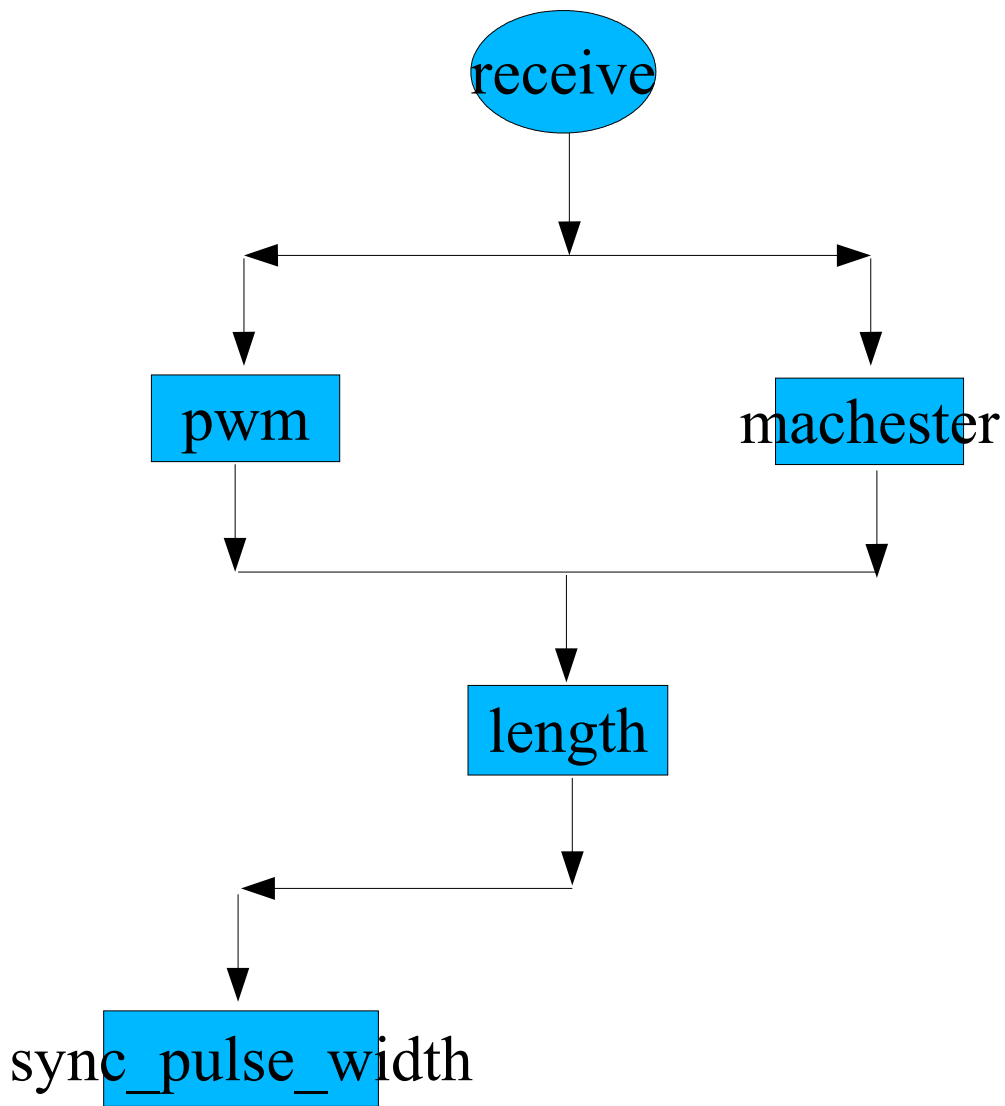 receive
pwm
machester
length
sync_pulse_width